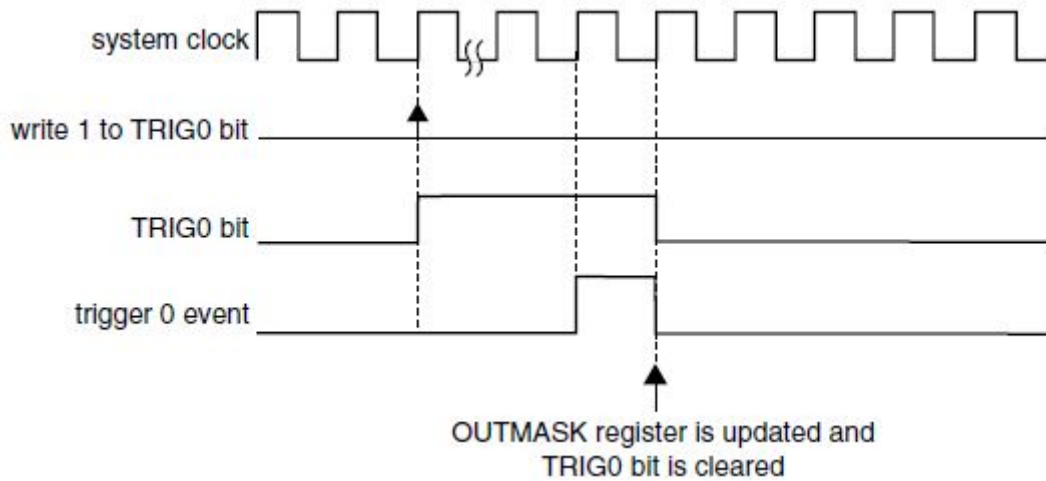 system clock
write 1 to TRIG0 bit
TRIG0 bit
trigger 0 event
OUTMASK register is updated and
TRIG0 bit is cleared